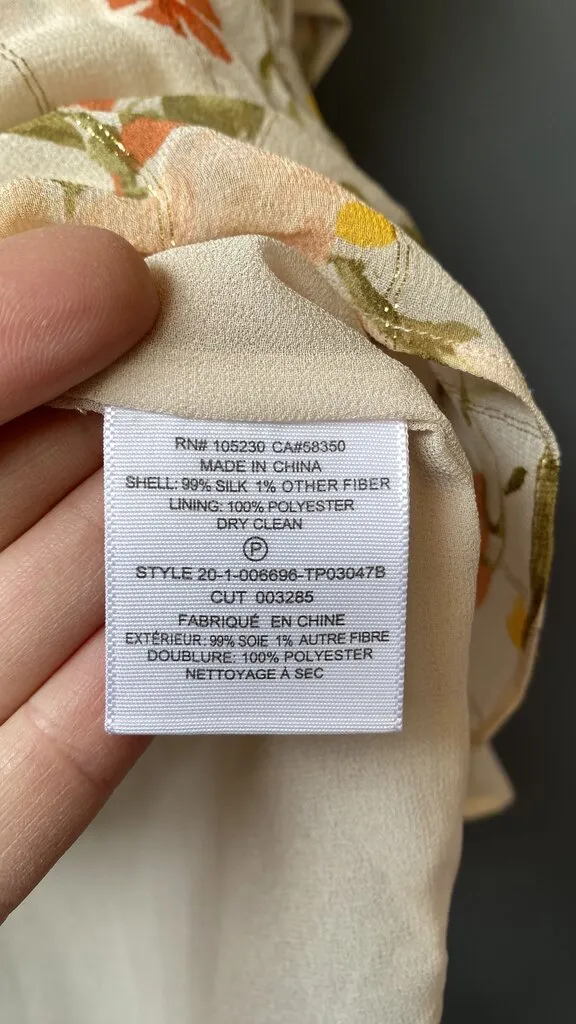 RN# 105230 CA#58350
MADE IN CHINA
SHELL: 99% SILK 1% OTHER FIBER
LINING: 100% POLYESTER
DRY CLEAN
P
STYLE 20-1-006696-TP03047B
CUT 003285
FABRIQUÉ EN CHINE
EXTÉRIEUR: 99% SOIE 1% AUTRE FIBRE
DOUBLURE: 100% POLYESTER
NETTOYAGE À SEC